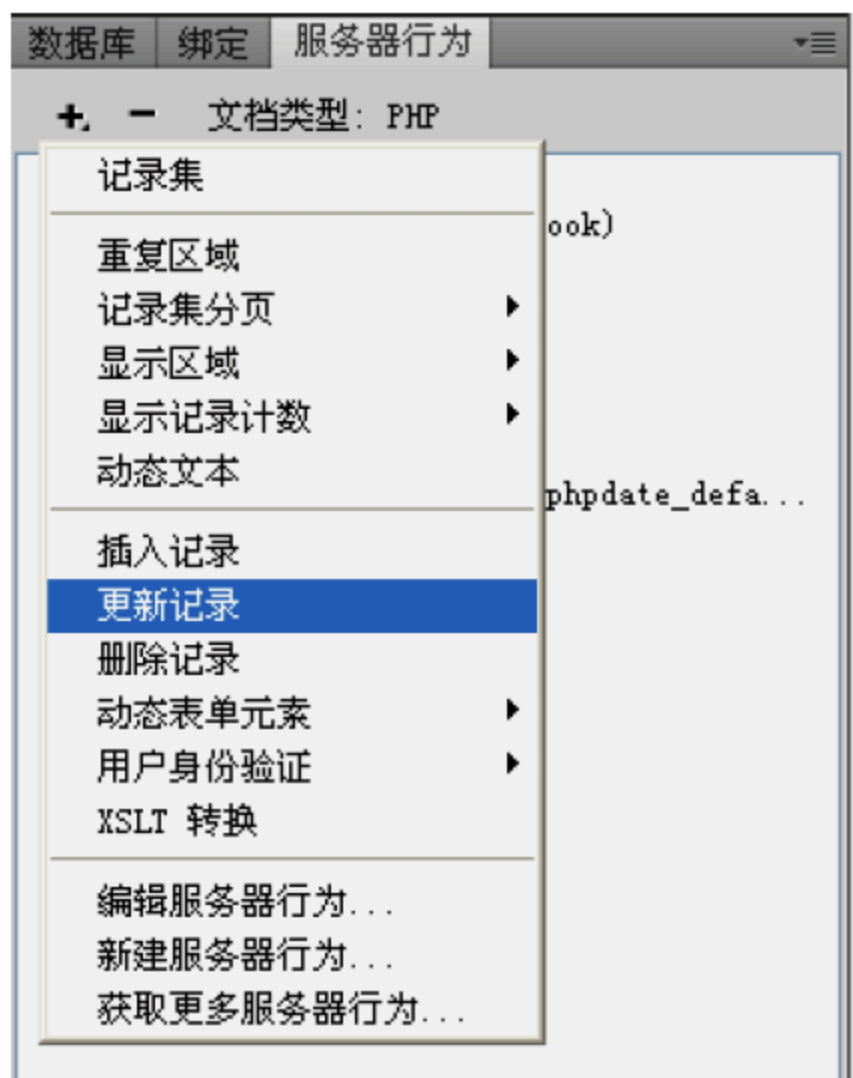 数据库 绑定 服务器行为
+ - 文档类型: PHP
记录集
ook)
重复区域
记录集分页
显示区域
显示记录计数
动态文本
phpdate_defa...
插入记录
更新记录
删除记录
动态表单元素
用户身份验证
XSLT 转换
编辑服务器行为...
新建服务器行为...
获取更多服务器行为...